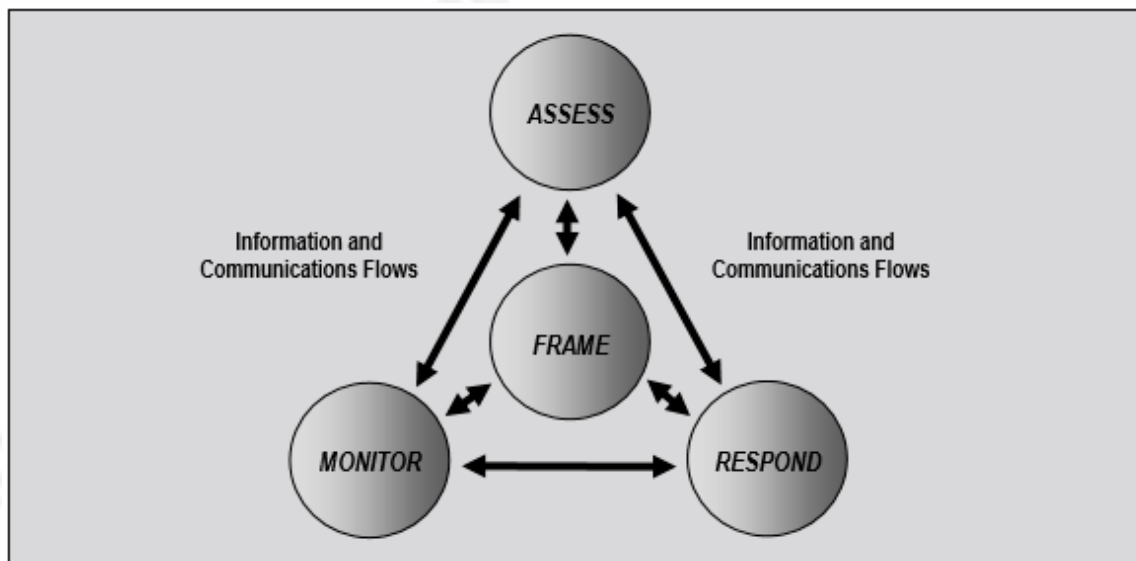 ASSESS
Information and
Communications Flows
Information and
Communications Flows
FRAME
MONITOR
RESPOND